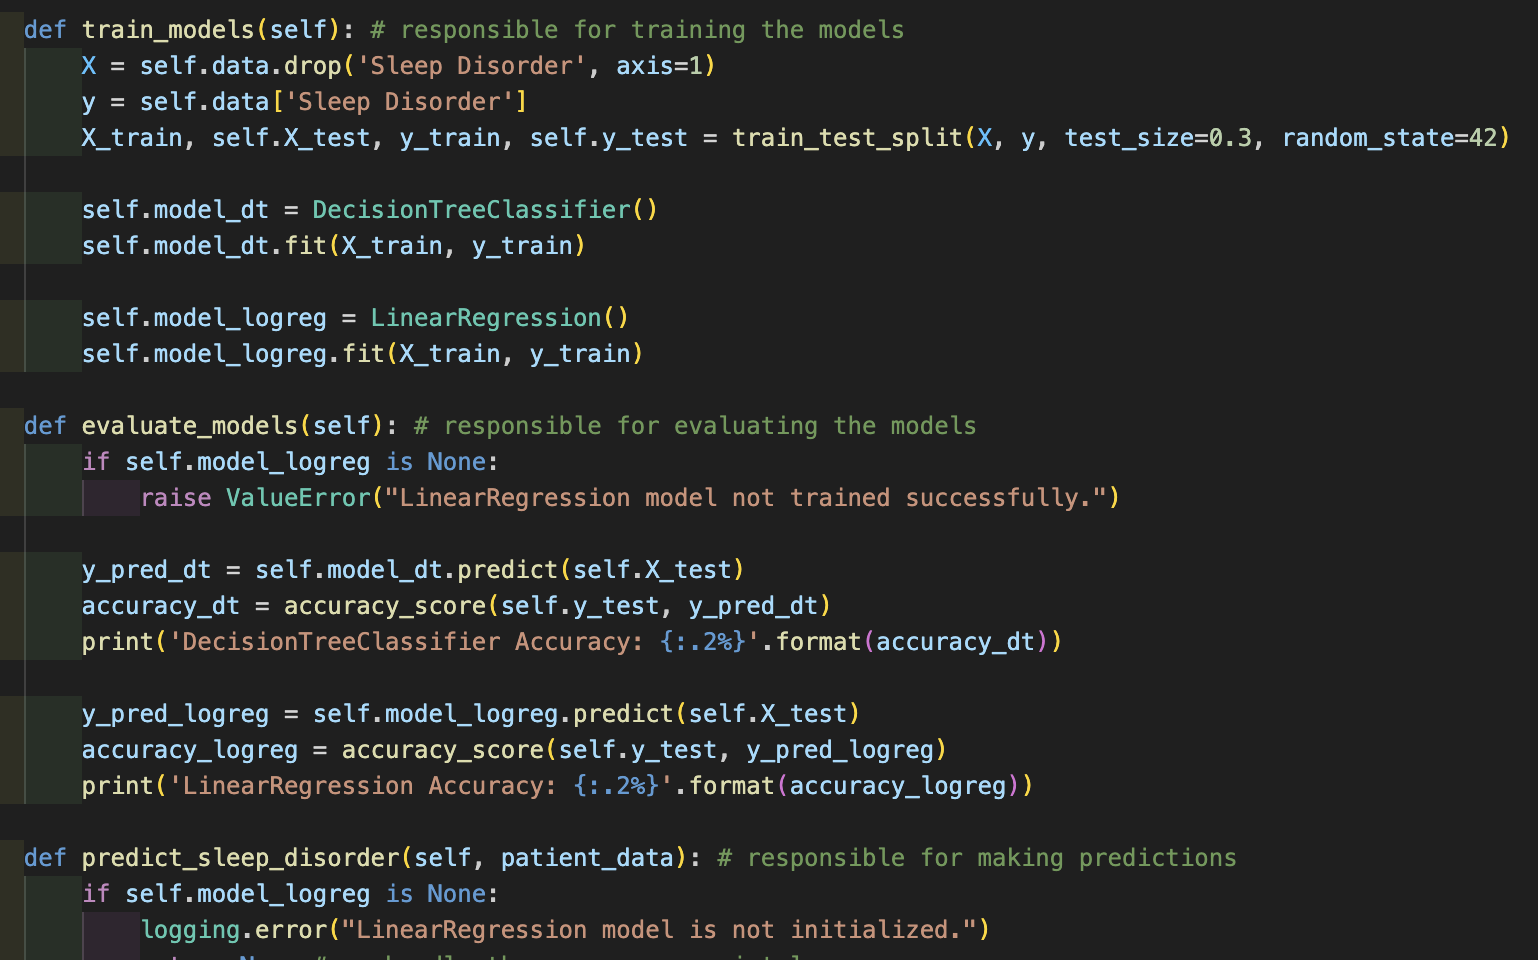 def train_models(self): # responsible for training the models
    X = self.data.drop('Sleep Disorder', axis=1)
    y = self.data['Sleep Disorder']
    X_train, self.X_test, y_train, self.y_test = train_test_split(X, y, test_size=0.3, random_state=42)

    self.model_dt = DecisionTreeClassifier()
    self.model_dt.fit(X_train, y_train)

    self.model_logreg = LinearRegression()
    self.model_logreg.fit(X_train, y_train)

def evaluate_models(self): # responsible for evaluating the models
    if self.model_logreg is None:
        raise ValueError("LinearRegression model not trained successfully.")

    y_pred_dt = self.model_dt.predict(self.X_test)
    accuracy_dt = accuracy_score(self.y_test, y_pred_dt)
    print('DecisionTreeClassifier Accuracy: {:.2%}'.format(accuracy_dt))

    y_pred_logreg = self.model_logreg.predict(self.X_test)
    accuracy_logreg = accuracy_score(self.y_test, y_pred_logreg)
    print('LinearRegression Accuracy: {:.2%}'.format(accuracy_logreg))

def predict_sleep_disorder(self, patient_data): # responsible for making predictions
    if self.model_logreg is None:
        logging.error("LinearRegression model is not initialized.")